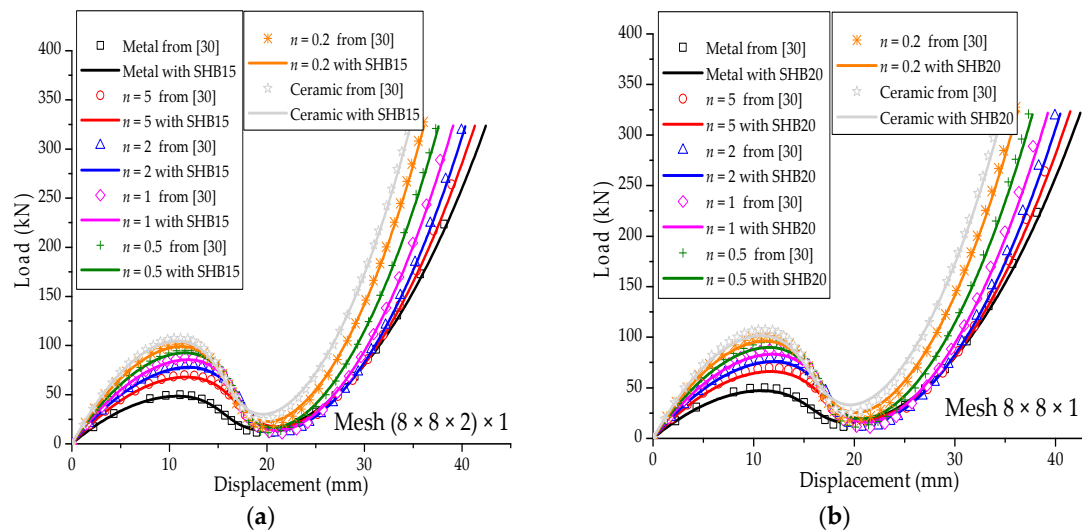 Metal from [30]
Metal with SHB15
n = 5 from [30]
n = 5 with SHB15
n = 2 from [30]
n = 2 with SHB15
n = 1 from [30]
n = 1 with SHB15
n = 0.5 from [30]
n = 0.5 with SHB15
n = 0.2 from [30]
n = 0.2 with SHB15
Ceramic from [30]
Ceramic with SHB15
400
350
300
250
200
150
100
50
0
Load (kN)
Mesh (8 × 8 × 2) × 1
0 10 20 30 40
Displacement (mm)
(a)
Metal from [30]
Metal with SHB20
n = 5 from [30]
n = 5 with SHB20
n = 2 from [30]
n = 2 with SHB20
n = 1 from [30]
n = 1 with SHB20
n = 0.5 from [30]
n = 0.5 with SHB20
n = 0.2 from [30]
n = 0.2 with SHB20
Ceramic from [30]
Ceramic with SHB20
400
350
300
250
200
150
100
50
0
Load (kN)
Mesh 8 × 8 × 1
0 10 20 30 40
Displacement (mm)
(b)